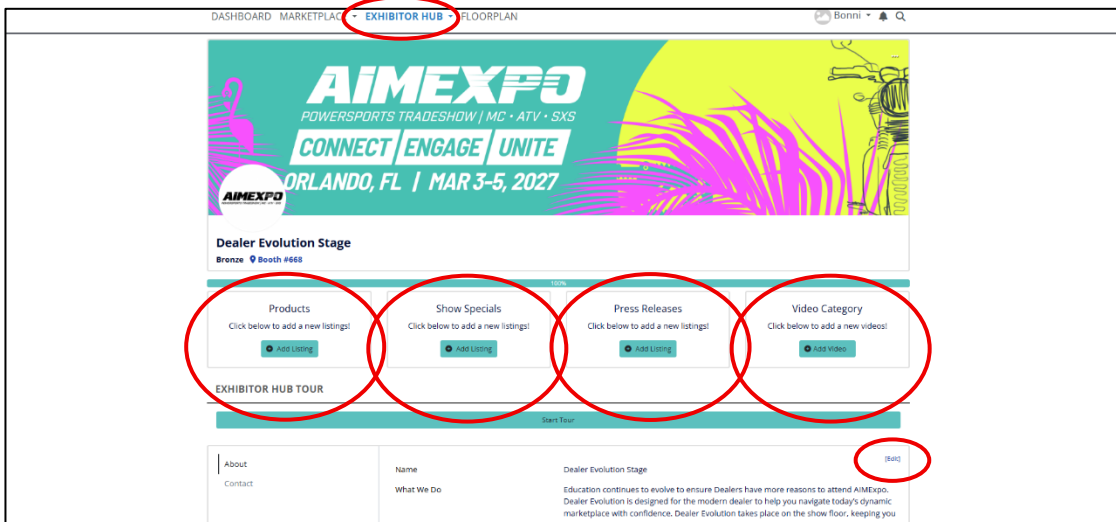 DASHBOARD MARKETPLAC EXHIBITOR HUB FLOORPLAN Bonni
AIMEXPO
POWERSPORTS TRADESHOW | MC • ATV • SXS
CONNECT ENGAGE UNITE
ORLANDO, FL | MAR 3-5, 2027
AIMEXPO
Dealer Evolution Stage
Bronze Booth #668
100%
Products
Click below to add a new listings!
Add Listing
Show Specials
Click below to add a new listings!
Add Listing
Press Releases
Click below to add a new listings!
Add Listing
Video Category
Click below to add a new videos!
Add Video
EXHIBITOR HUB TOUR
Start Tour
[Edit]
About
Contact
Name Dealer Evolution Stage
What We Do Education continues to evolve to ensure Dealers have more reasons to attend AIMExpo.
Dealer Evolution is designed for the modern dealer to help you navigate today's dynamic
marketplace with confidence. Dealer Evolution takes place on the show floor, keeping you